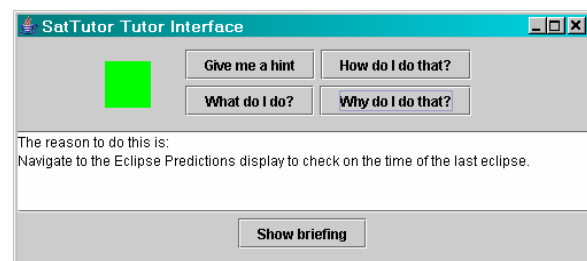 SatTutor Tutor Interface
Give me a hint
How do I do that?
What do I do?
Why do I do that?
The reason to do this is:
Navigate to the Eclipse Predictions display to check on the time of the last eclipse.
Show briefing